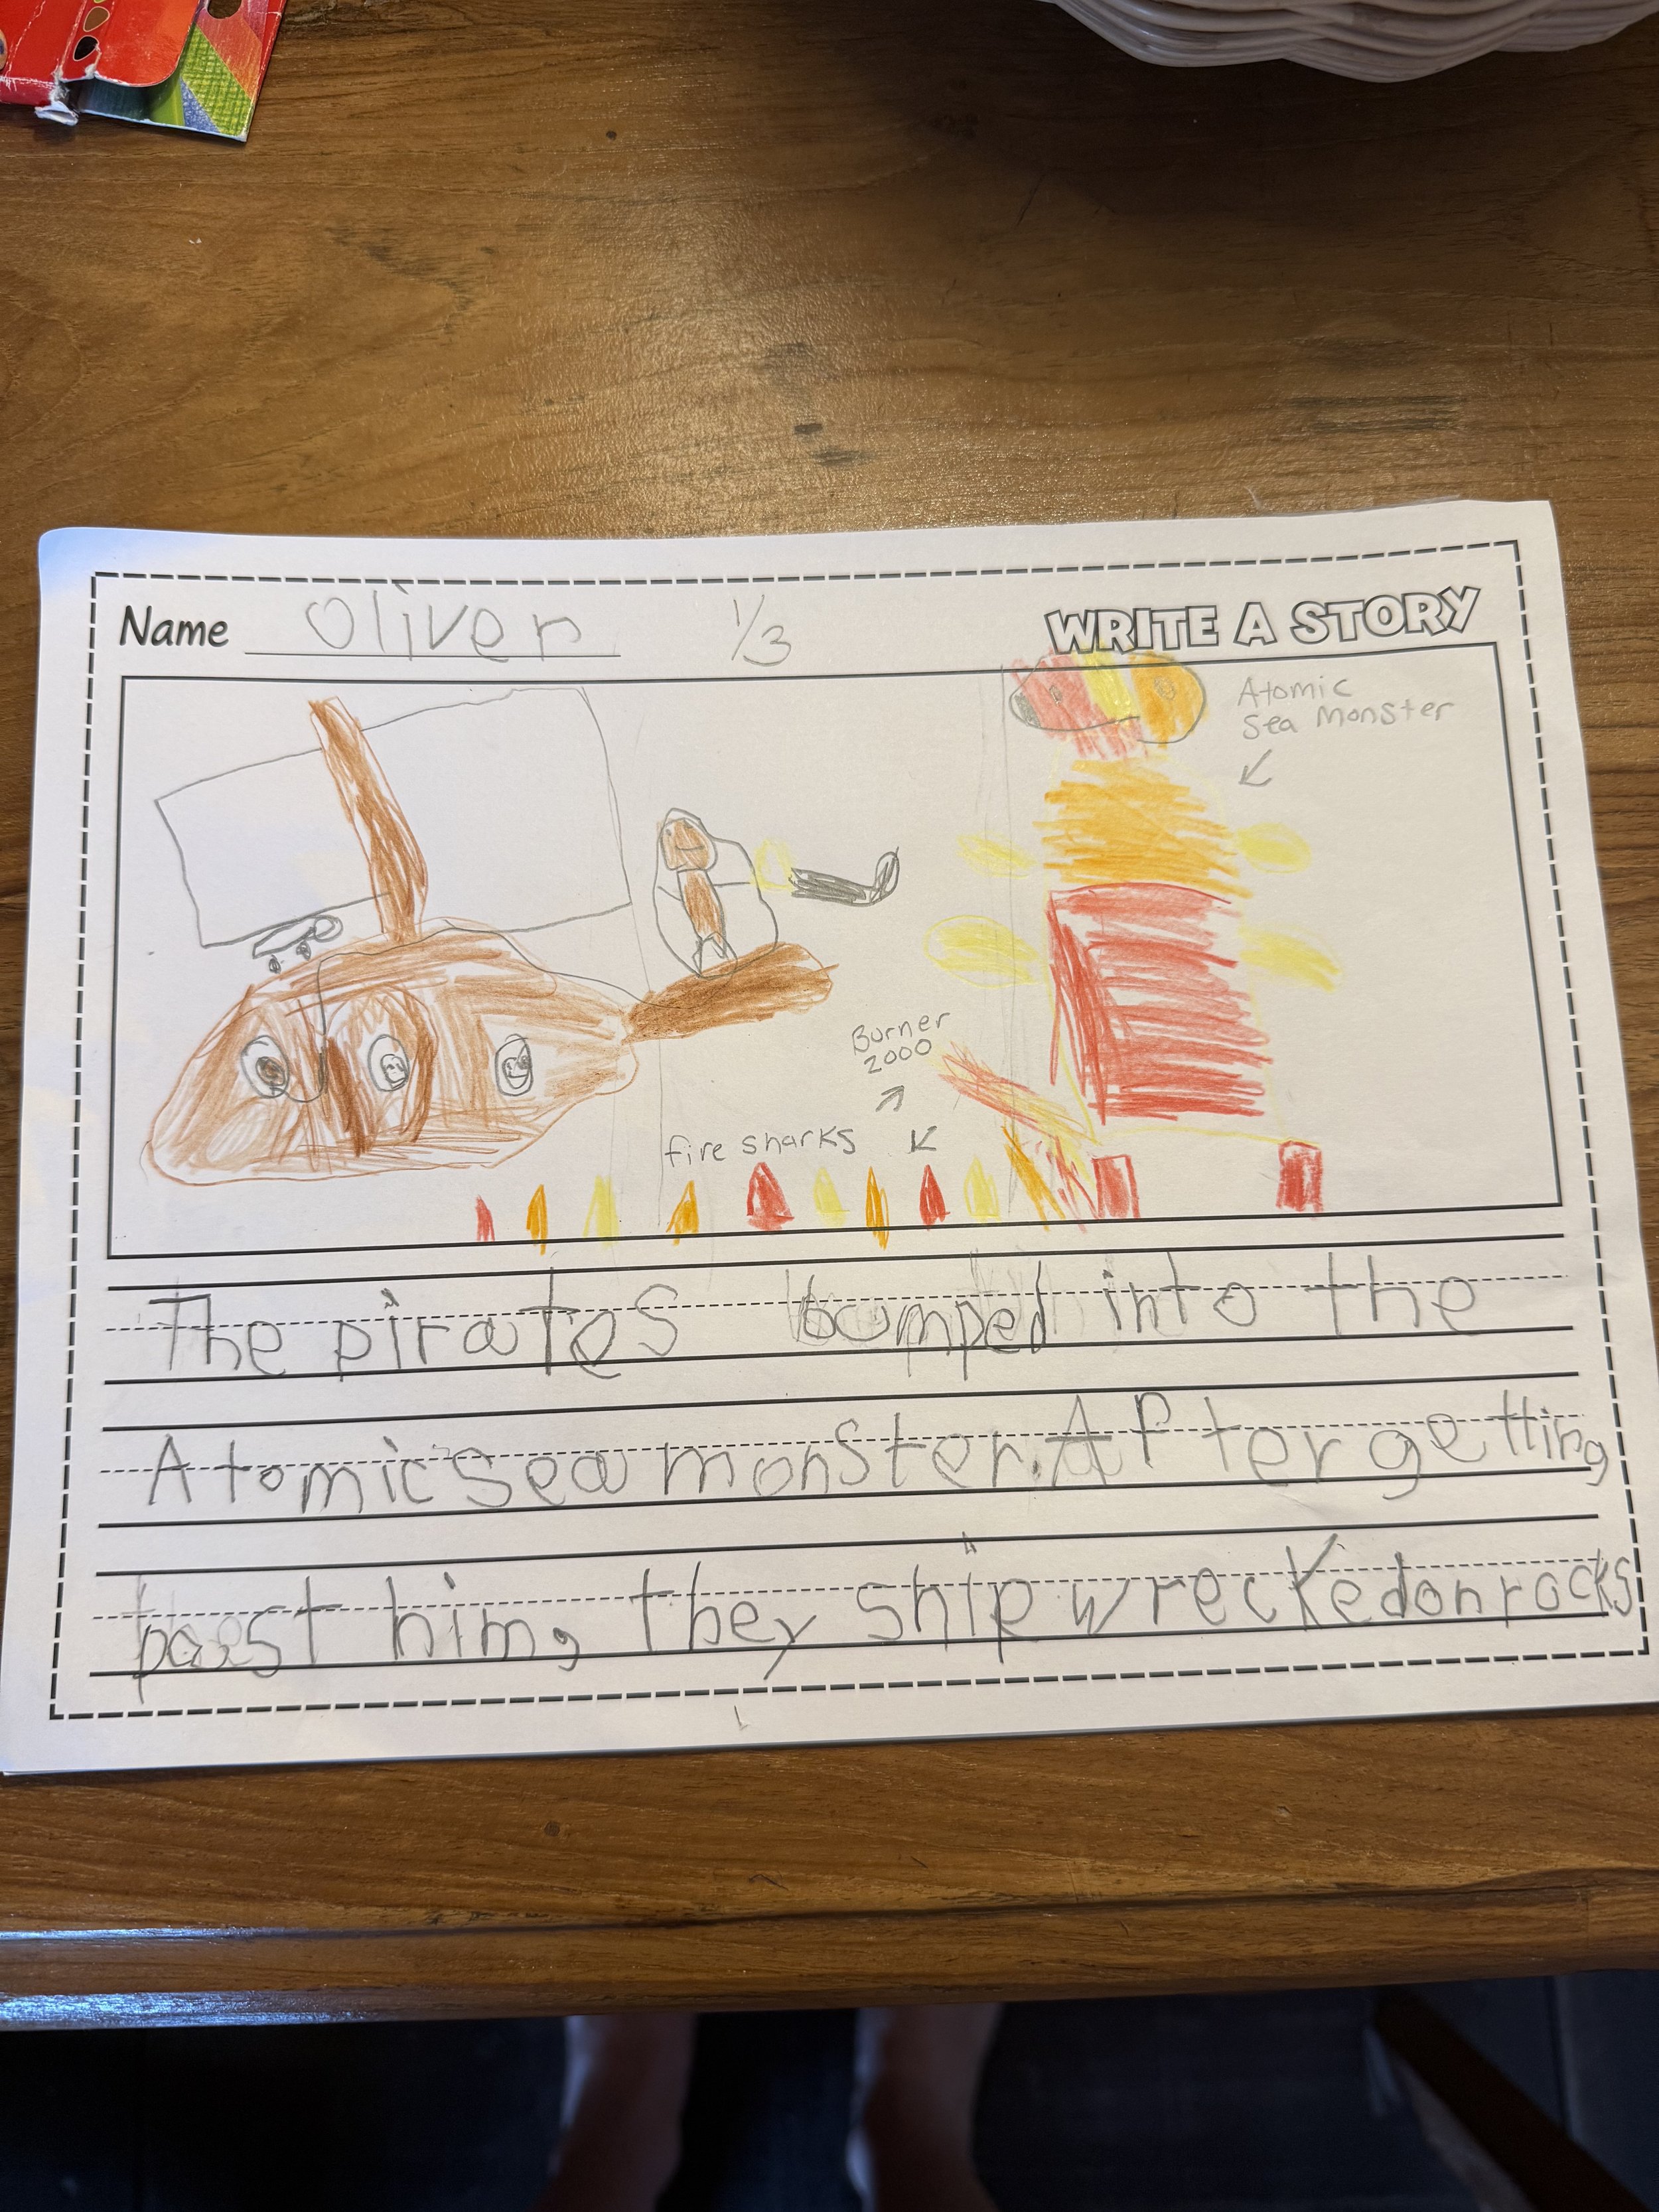 Name Oliver 1/3 WRITE A STORY
Atomic
Sea Monster
Burner
2000
fire sharks
The pirates bumped into the
Atomic sea monster. After getting
past him, they shipwrecked on rocks
1